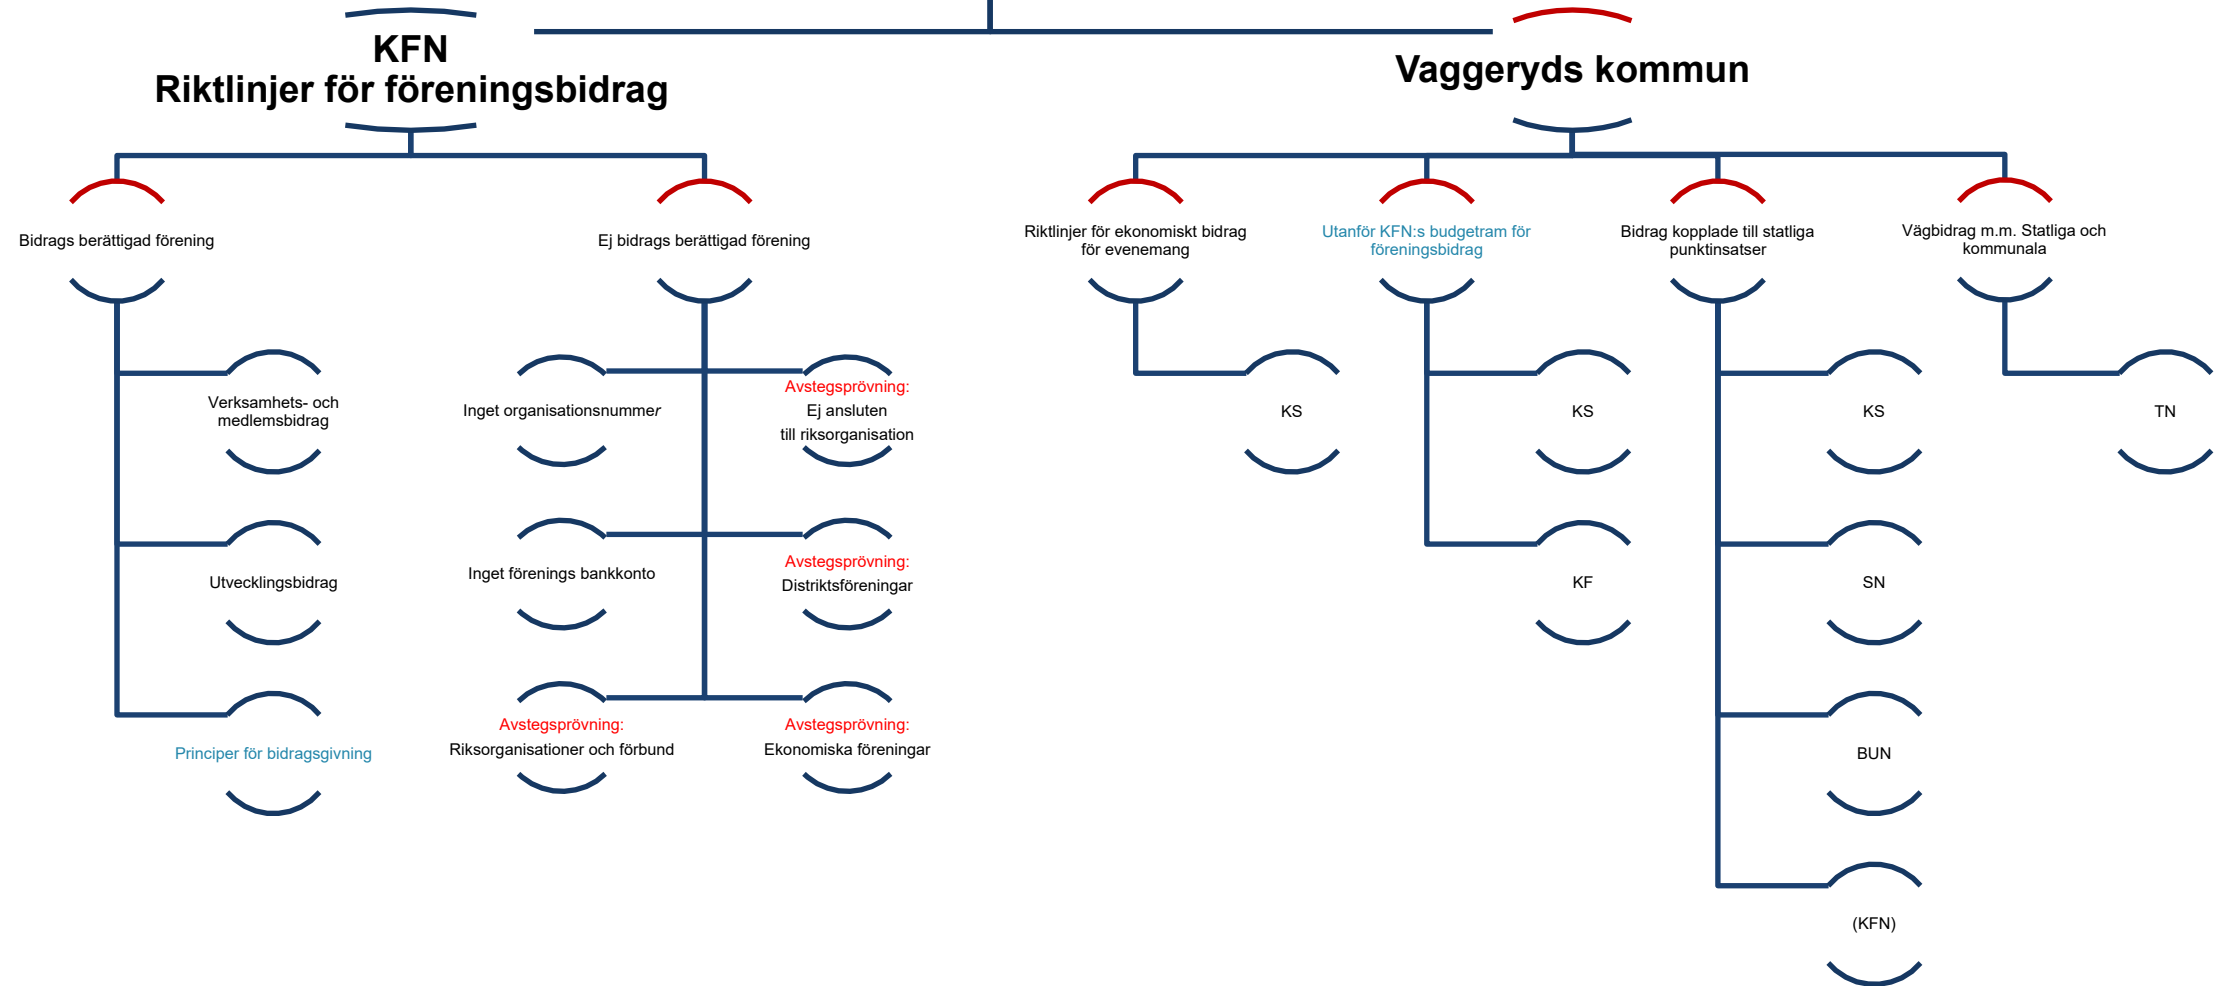 KFN
Riktlinjer för föreningsbidrag
Vaggeryds kommun
Bidrags berättigad förening
Ej bidrags berättigad förening
Riktlinjer för ekonomiskt bidrag
för evenemang
Utanför KFN:s budgetram för
föreningsbidrag
Bidrag kopplade till statliga
punktinsatser
Vägbidrag m.m. Statliga och
kommunala
Verksamhets- och
medlemsbidrag
Utvecklingsbidrag
Principer för bidragsgivning
Inget organisationsnummer
Avstegsprövning:
Ej ansluten
till riksorganisation
Inget förenings bankkonto
Avstegsprövning:
Distriktsföreningar
Avstegsprövning:
Riksorganisationer och förbund
Avstegsprövning:
Ekonomiska föreningar
KS
KS
KF
KS
SN
BUN
(KFN)
TN